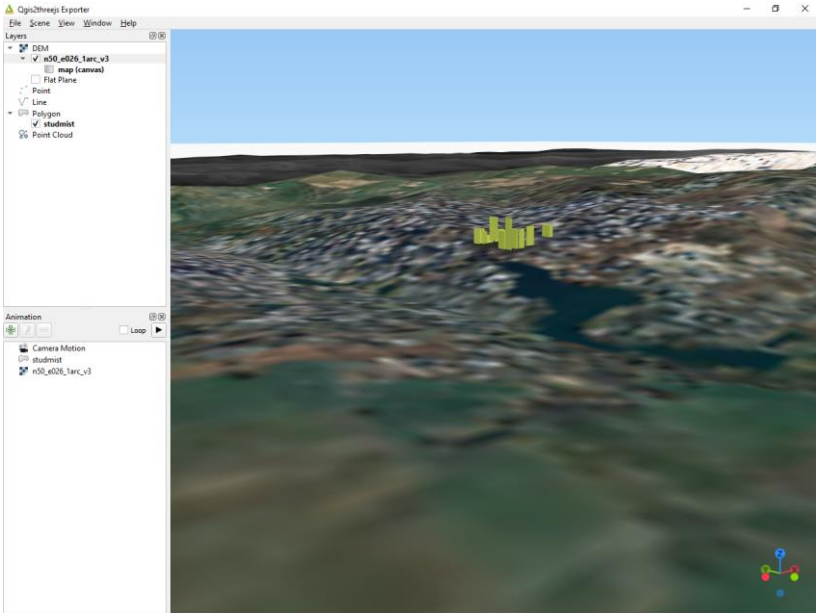 Qgis2threejs Exporter
File Scene View Window Help
Layers
DEM
n50_e026_1arc_v3
map (canvas)
Flat Plane
Point
Line
Polygon
studmist
Point Cloud
Animation
Loop
Camera Motion
studmist
n50_e026_1arc_v3
Z